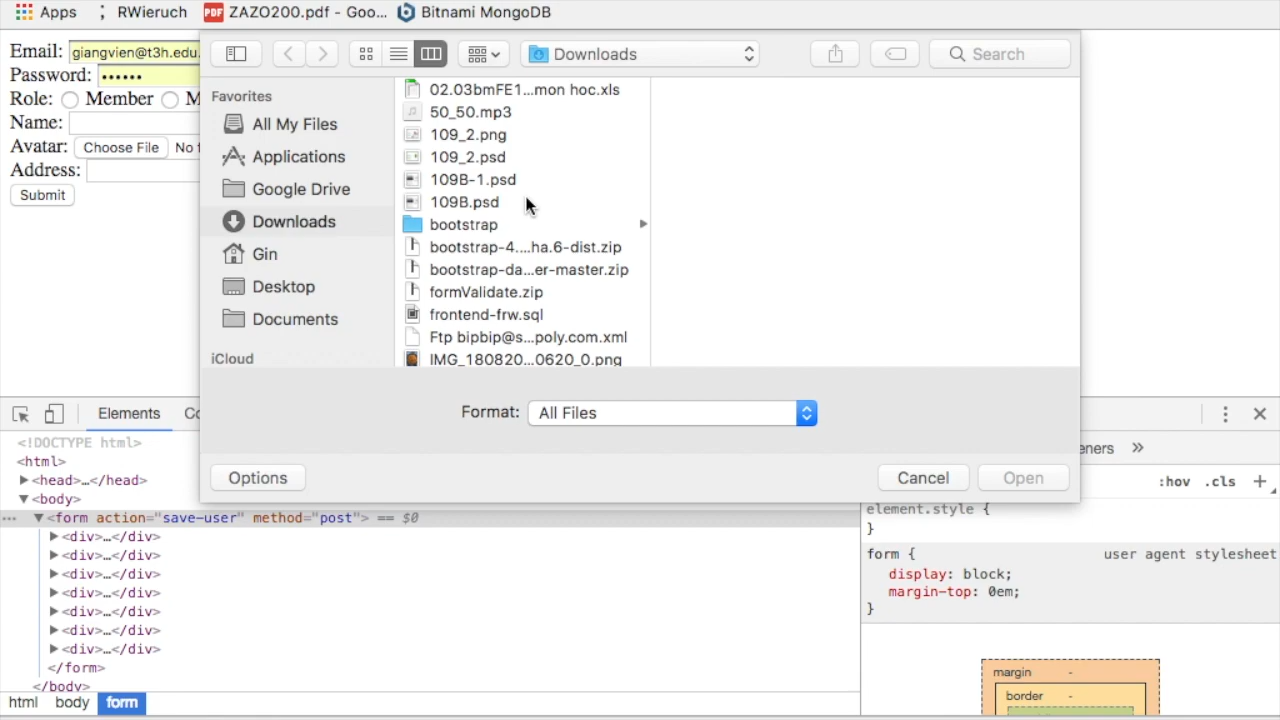 Apps ; RWieruch PDF ZAZO200.pdf - Goo... Bitnami MongoDB
Email: giangvien@t3h.edu.
Password: ••••••
Role: Member M
Name:
Avatar: Choose File No f
Address:
Submit
Downloads
Search
Favorites
All My Files
Applications
Google Drive
Downloads
Gin
Desktop
Documents
iCloud
02.03bmFE1...mon hoc.xls
50_50.mp3
109_2.png
109_2.psd
109B-1.psd
109B.psd
bootstrap
bootstrap-4....ha.6-dist.zip
bootstrap-da...er-master.zip
formValidate.zip
frontend-frw.sql
Ftp bipbip@s...poly.com.xml
IMG_180820...0620_0.png
Format: All Files
Options Cancel Open
Elements Co
<!DOCTYPE html>
<html>
<head>…</head>
<body>
<form action="save-user" method="post"> == $0
<div>…</div>
<div>…</div>
<div>…</div>
<div>…</div>
<div>…</div>
<div>…</div>
<div>…</div>
</form>
</body>
html body form
eners »
:hov .cls +
element.style {
}
form { user agent stylesheet
display: block;
margin-top: 0em;
}
margin -
border -